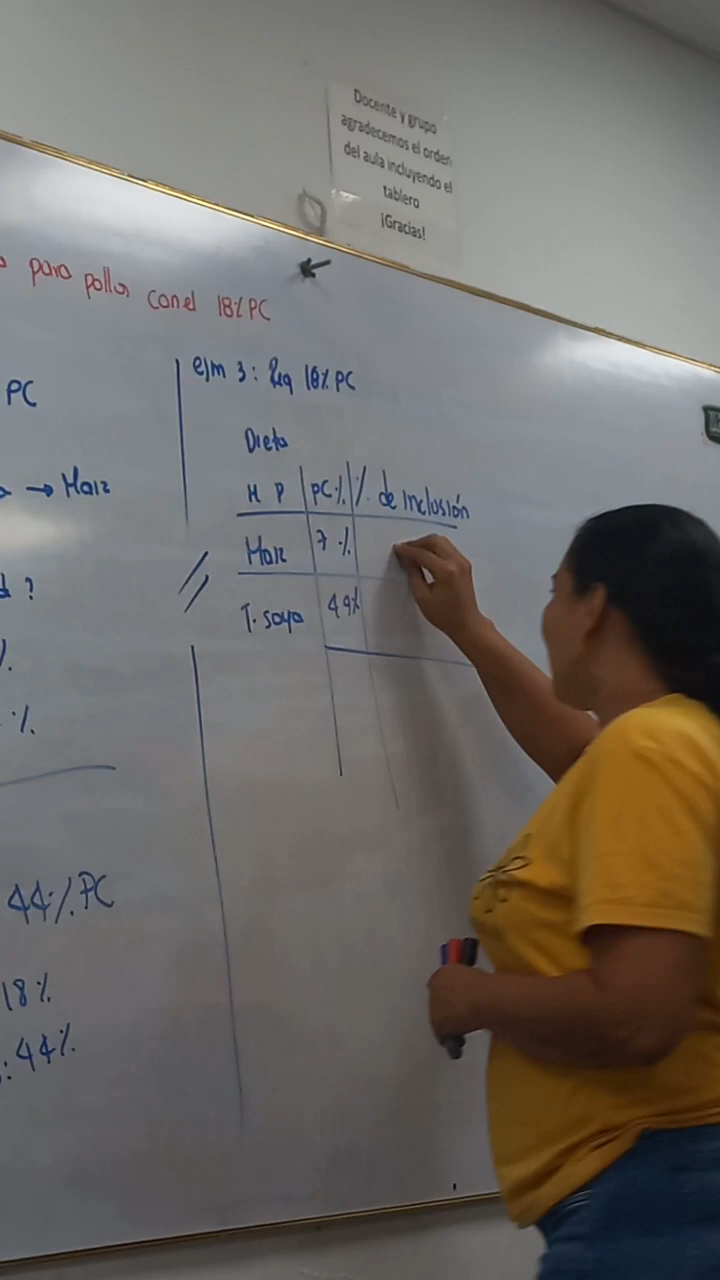 Docente y grupo
agradecemos el orden
del aula incluyendo el
tablero
¡Gracias!
para pollos con el 18% PC
PC
→ Maiz
?
%.
%.
44% PC
18%
: 44%
ejm 3: Req 18% PC
Dieta
M P PC% % de inclusión
Maiz 7 %
T. soya 44%